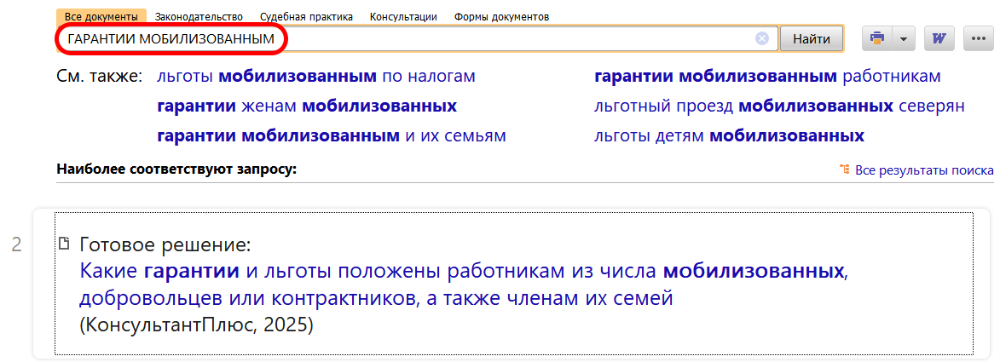 Все документы Законодательство Судебная практика Консультации Формы документов
ГАРАНТИИ МОБИЛИЗОВАННЫМ Найти W
См. также: льготы мобилизованным по налогам гарантии мобилизованным работникам
гарантии женам мобилизованных льготный проезд мобилизованных северян
гарантии мобилизованным и их семьям льготы детям мобилизованных
Наиболее соответствуют запросу: Все результаты поиска
2 Готовое решение:
Какие гарантии и льготы положены работникам из числа мобилизованных,
добровольцев или контрактников, а также членам их семей
(КонсультантПлюс, 2025)